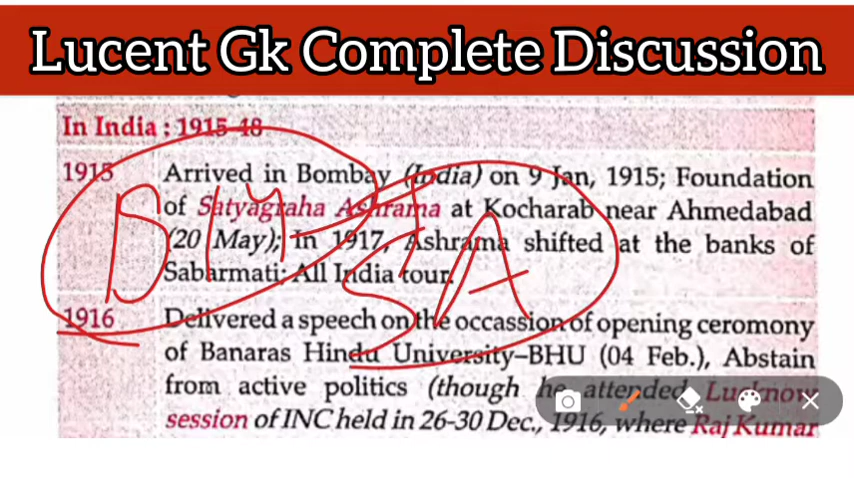 Lucent Gk Complete Discussion
In India : 1915-48
1915 Arrived in Bombay (India) on 9 Jan, 1915; Foundation
of Satyagraha Ashrama at Kocharab near Ahmedabad
(20 May); In 1917, Ashrama shifted at the banks of
Sabarmati; All India tour.
1916 Delivered a speech on the occassion of opening ceromony
of Banaras Hindu University–BHU (04 Feb.), Abstain
from active politics (though he attended Lucknow
session of INC held in 26-30 Dec., 1916, where Raj Kumar